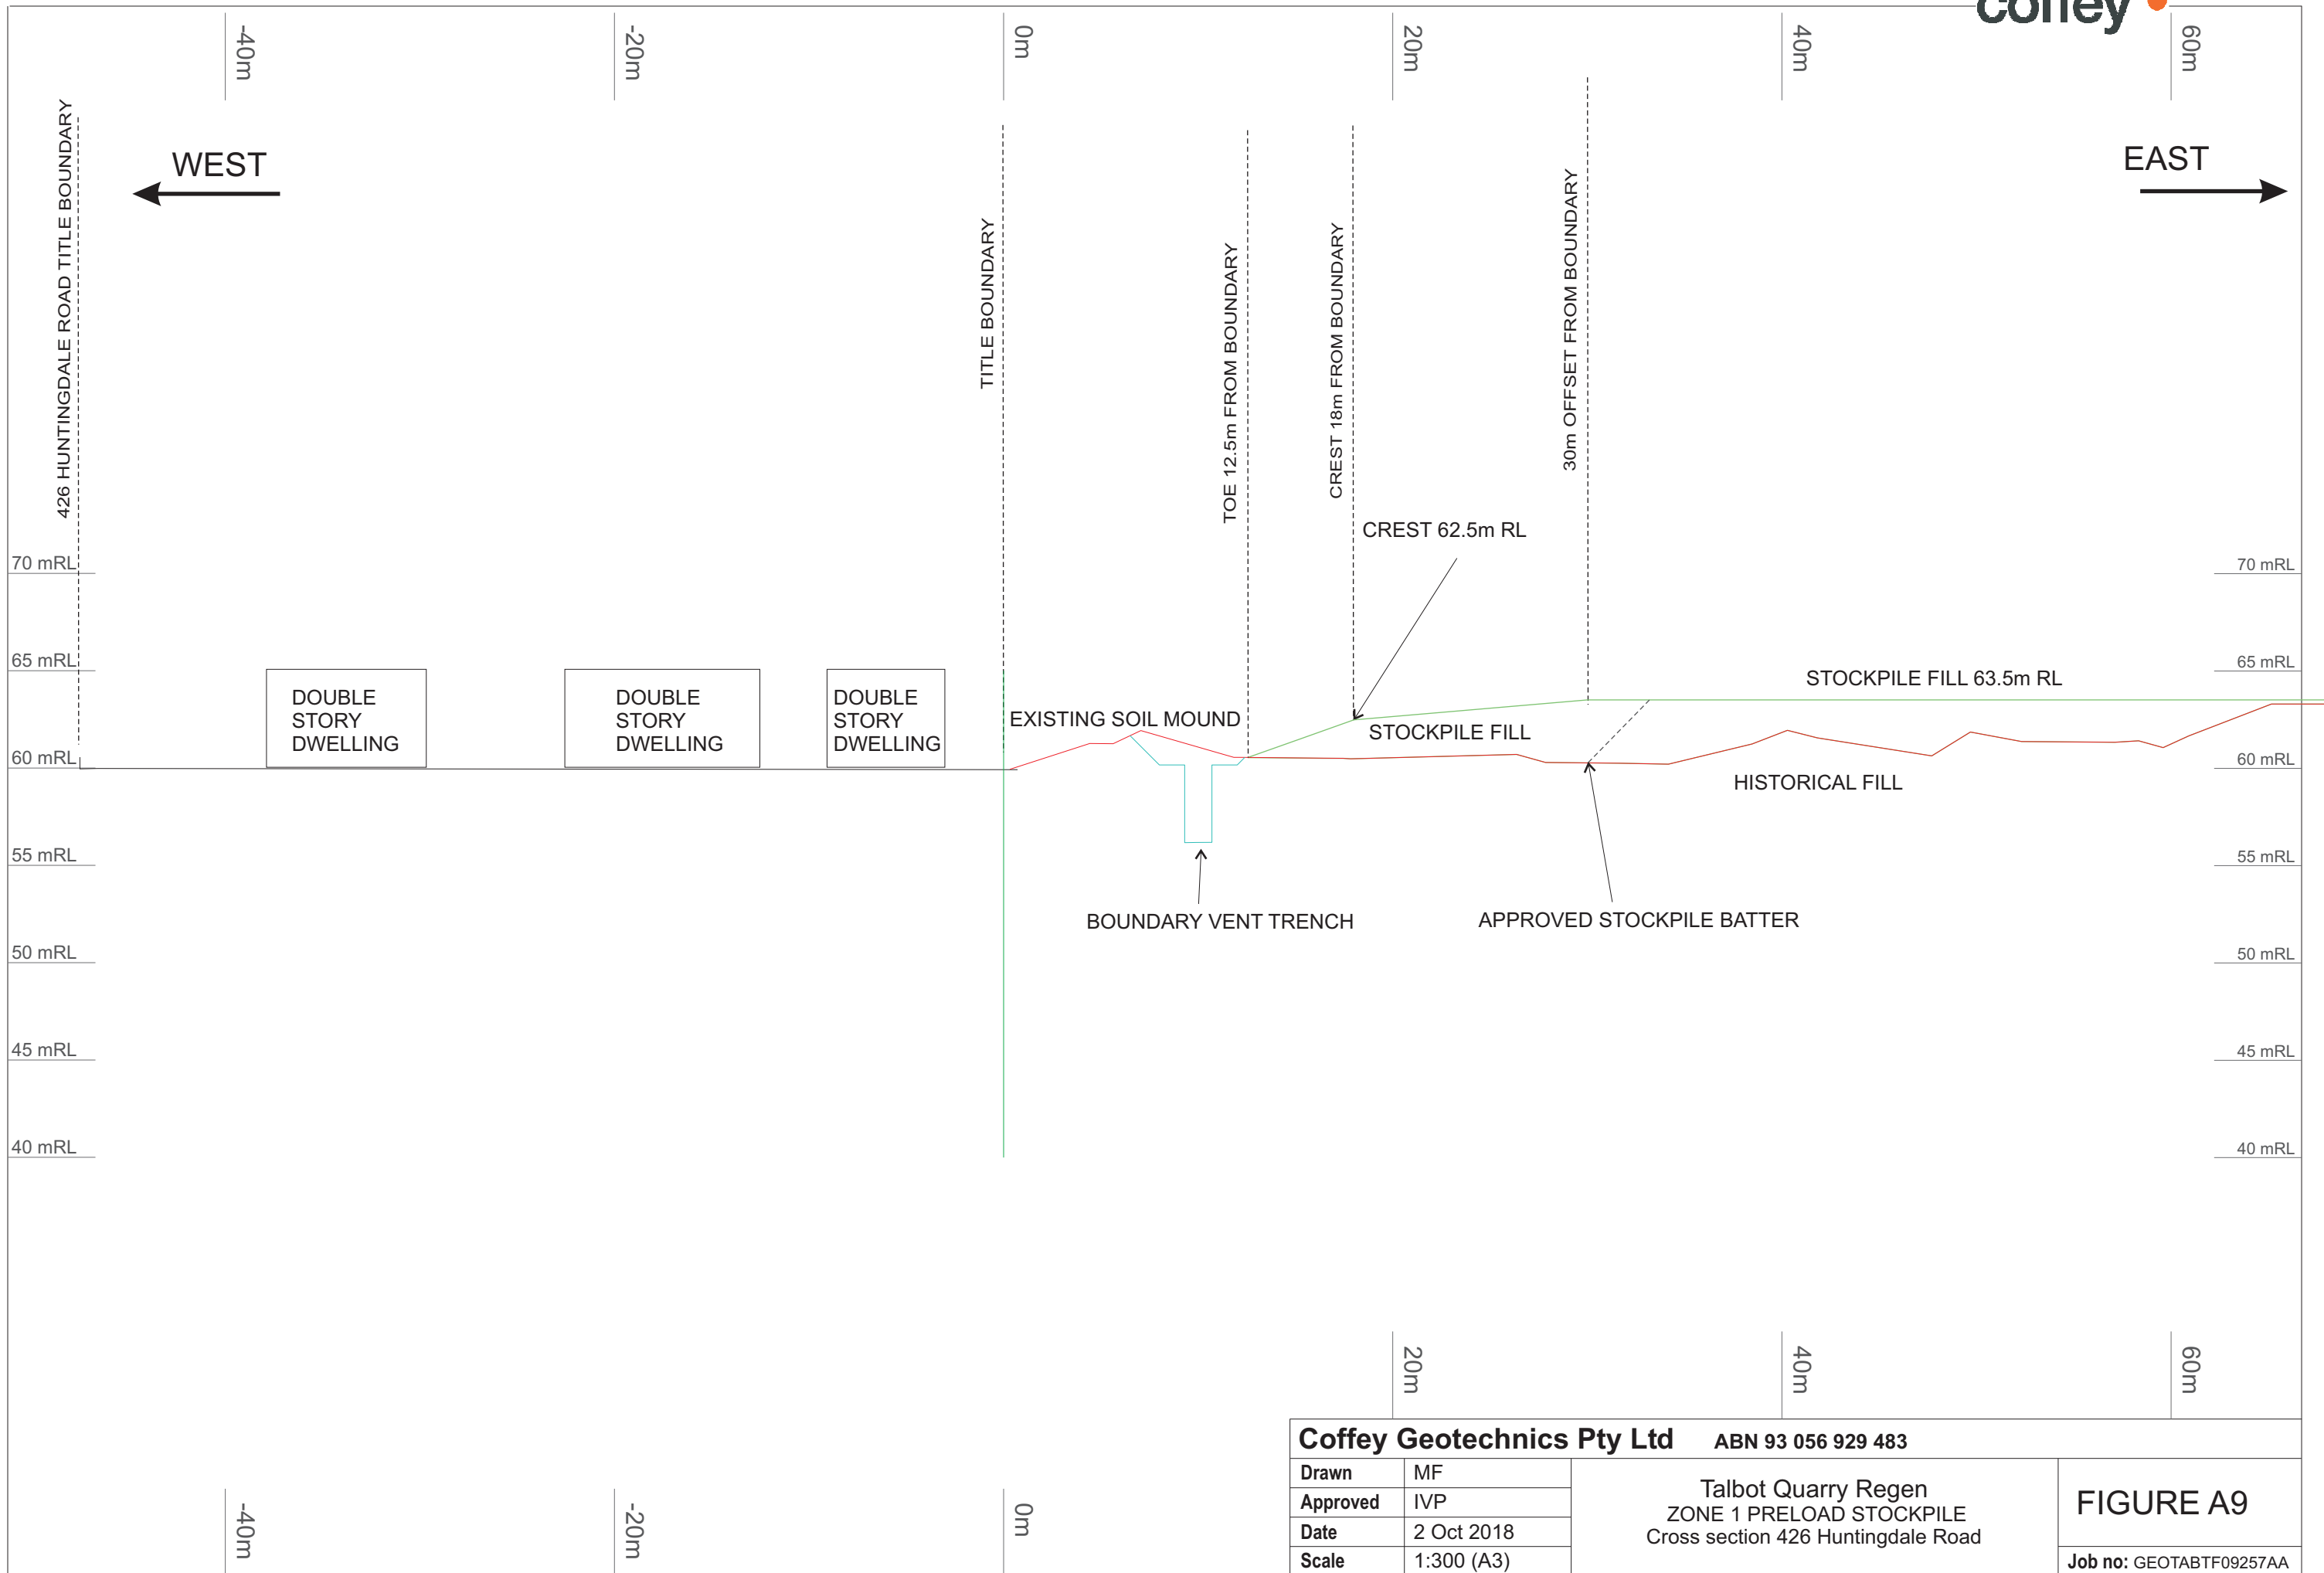 coffey
-40m
-20m
0m
20m
40m
60m
426 HUNTINGDALE ROAD TITLE BOUNDARY
WEST
TITLE BOUNDARY
TOE 12.5m FROM BOUNDARY
CREST 18m FROM BOUNDARY
30m OFFSET FROM BOUNDARY
EAST
CREST 62.5m RL
70 mRL
70 mRL
65 mRL
65 mRL
STOCKPILE FILL 63.5m RL
DOUBLE
STORY
DWELLING
DOUBLE
STORY
DWELLING
DOUBLE
STORY
DWELLING
EXISTING SOIL MOUND
STOCKPILE FILL
60 mRL
60 mRL
HISTORICAL FILL
55 mRL
55 mRL
BOUNDARY VENT TRENCH
APPROVED STOCKPILE BATTER
50 mRL
50 mRL
45 mRL
45 mRL
40 mRL
40 mRL
20m
40m
60m
-40m
-20m
0m
Coffey Geotechnics Pty Ltd ABN 93 056 929 483
Drawn MF
Approved IVP
Date 2 Oct 2018
Scale 1:300 (A3)
Talbot Quarry Regen
ZONE 1 PRELOAD STOCKPILE
Cross section 426 Huntingdale Road
FIGURE A9
Job no: GEOTABTF09257AA